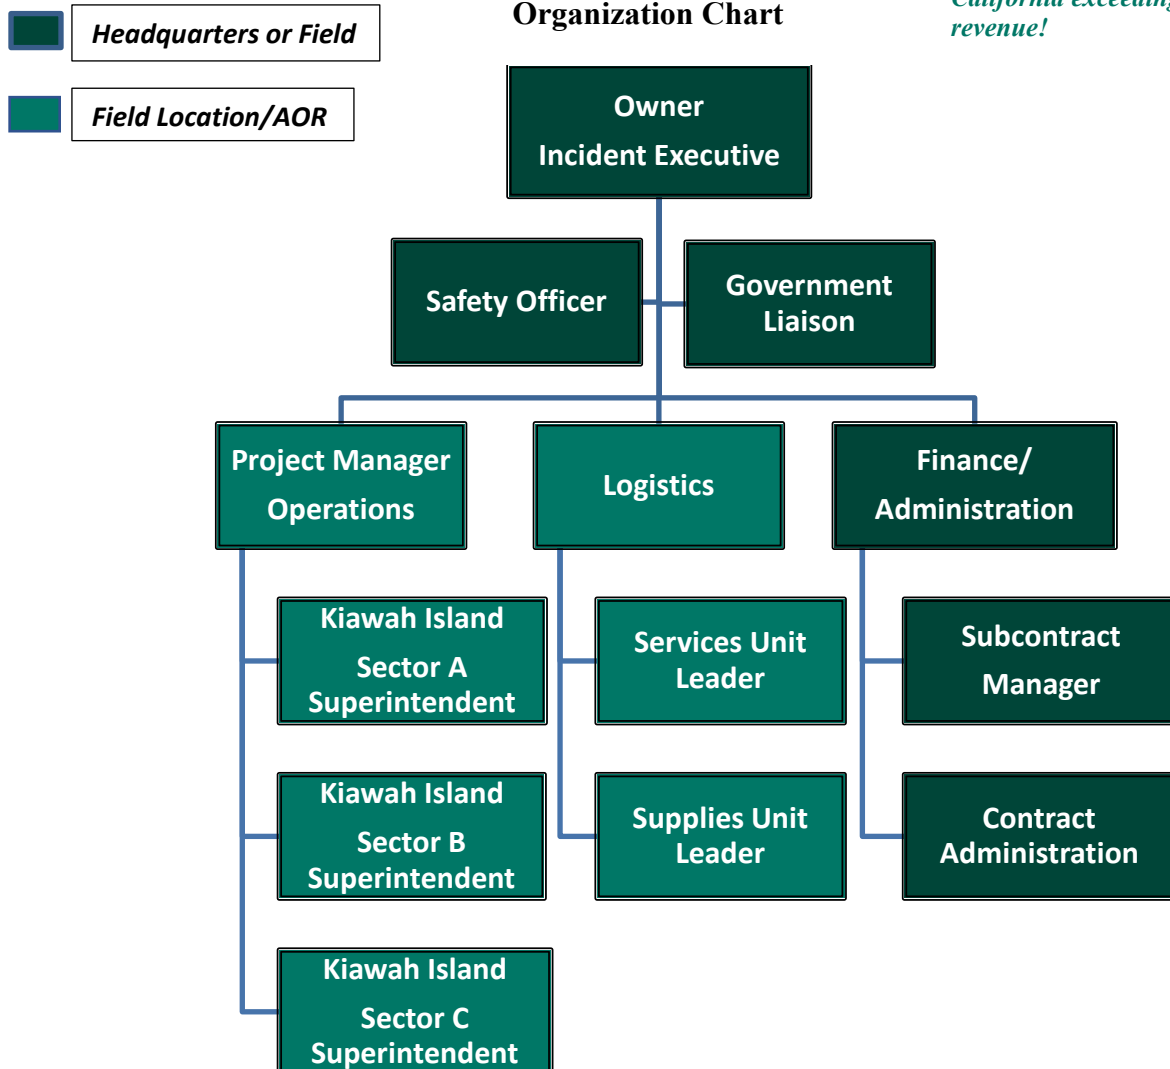 Headquarters or Field
Field Location/AOR
Organization Chart
California exceeding
revenue!
Owner
Incident Executive
Safety Officer
Government
Liaison
Project Manager
Operations
Logistics
Finance/
Administration
Kiawah Island
Sector A
Superintendent
Services Unit
Leader
Subcontract
Manager
Kiawah Island
Sector B
Superintendent
Supplies Unit
Leader
Contract
Administration
Kiawah Island
Sector C
Superintendent